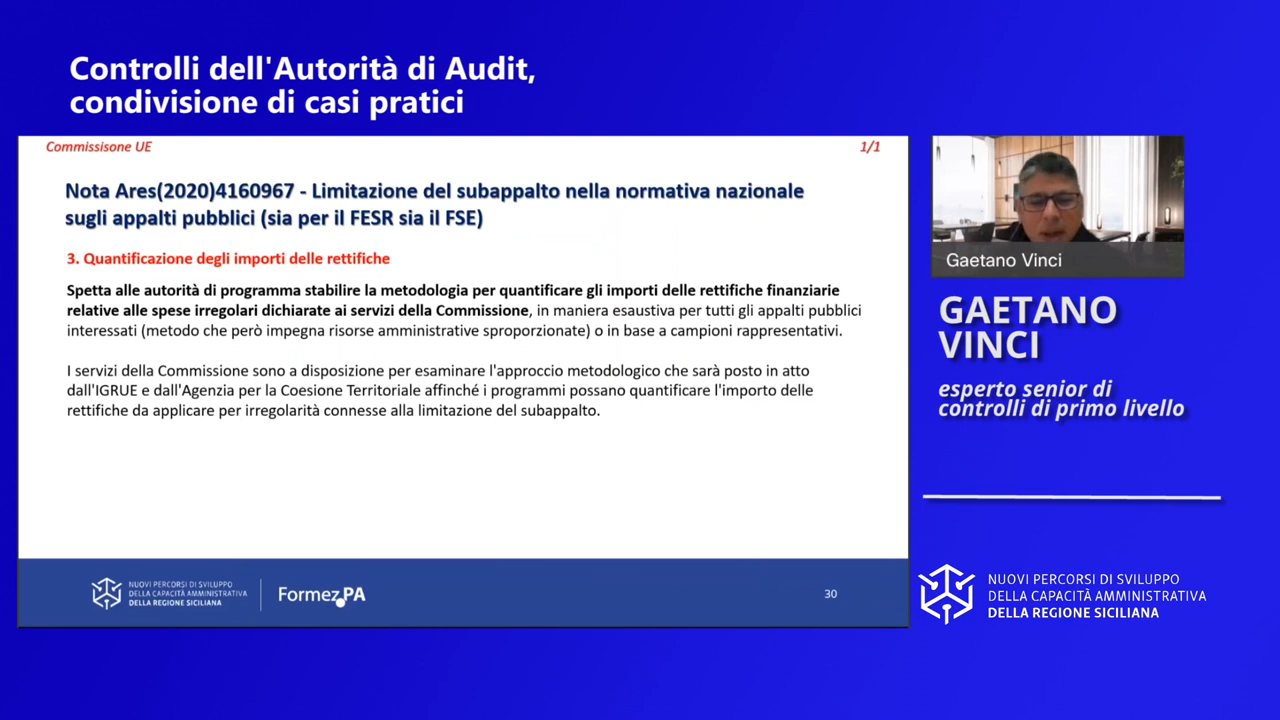 Controlli dell'Autorità di Audit,
condivisione di casi pratici
Commissisone UE
1/1
Nota Ares(2020)4160967 - Limitazione del subappalto nella normativa nazionale
sugli appalti pubblici (sia per il FESR sia il FSE)
3. Quantificazione degli importi delle rettifiche
Spetta alle autorità di programma stabilire la metodologia per quantificare gli importi delle rettifiche finanziarie
relative alle spese irregolari dichiarate ai servizi della Commissione, in maniera esaustiva per tutti gli appalti pubblici
interessati (metodo che però impegna risorse amministrative sproporzionate) o in base a campioni rappresentativi.
I servizi della Commissione sono a disposizione per esaminare l'approccio metodologico che sarà posto in atto
dall'IGRUE e dall'Agenzia per la Coesione Territoriale affinché i programmi possano quantificare l'importo delle
rettifiche da applicare per irregolarità connesse alla limitazione del subappalto.
NUOVI PERCORSI DI SVILUPPO
DELLA CAPACITÀ AMMINISTRATIVA
DELLA REGIONE SICILIANA
Formez PA
30
Gaetano Vinci
GAETANO
VINCI
esperto senior di
controlli di primo livello
NUOVI PERCORSI DI SVILUPPO
DELLA CAPACITÀ AMMINISTRATIVA
DELLA REGIONE SICILIANA